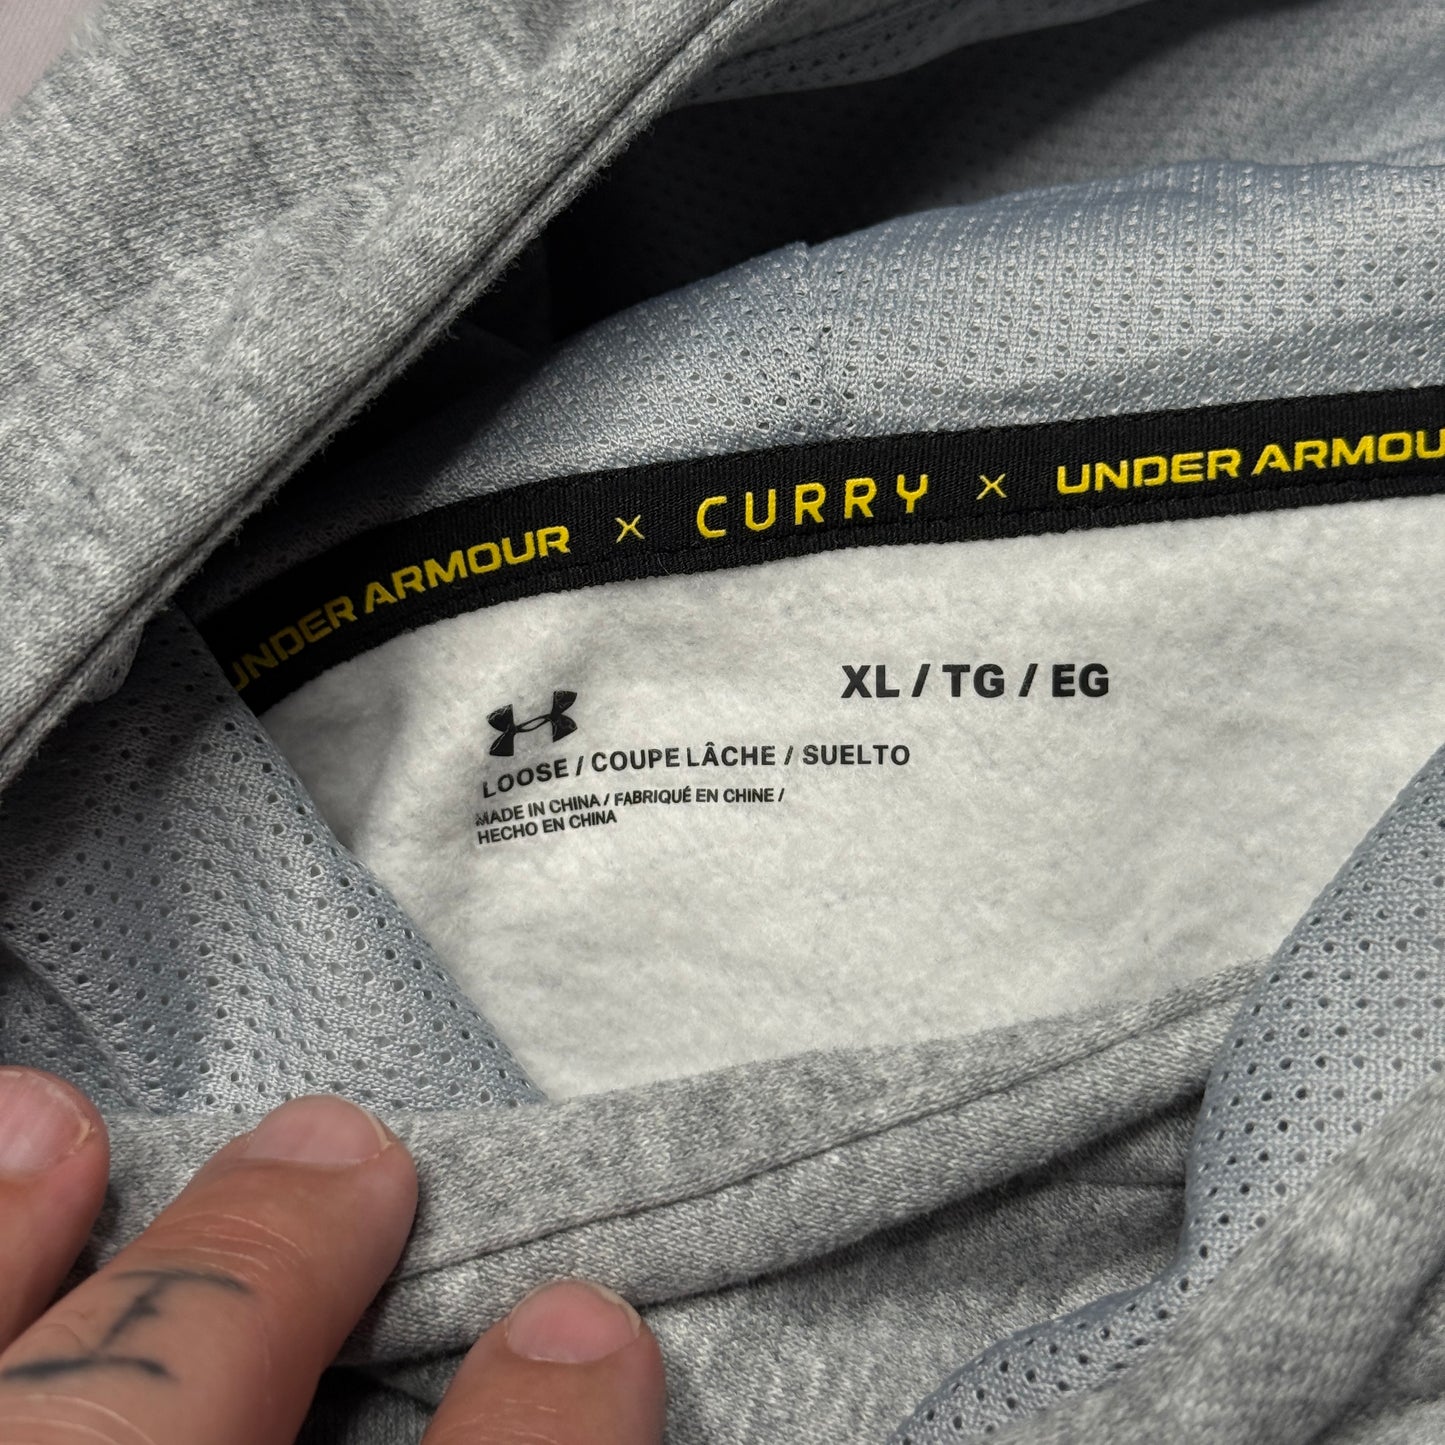 UNDER ARMOUR X CURRY X UNDER ARMOU
XL / TG / EG
LOOSE / COUPE LÂCHE / SUELTO
MADE IN CHINA / FABRIQUÉ EN CHINE /
HECHO EN CHINA